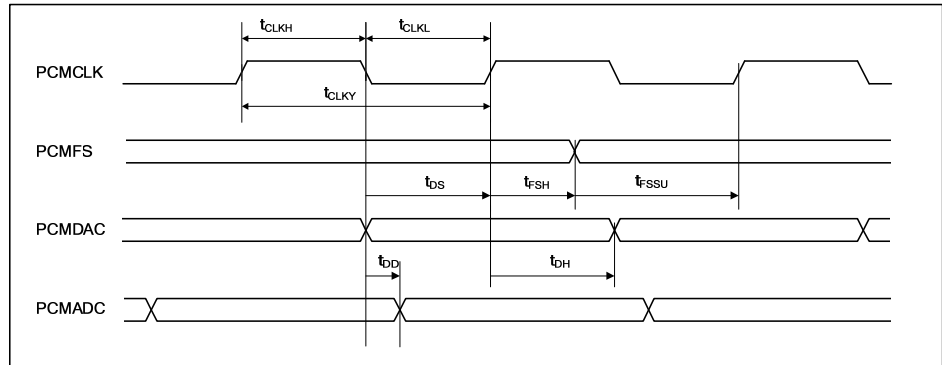 tCLKH tCLKL
PCMCLK
tCLKY
PCMFS
tDS tFSH tFSSU
PCMDAC
tDD tDH
PCMADC